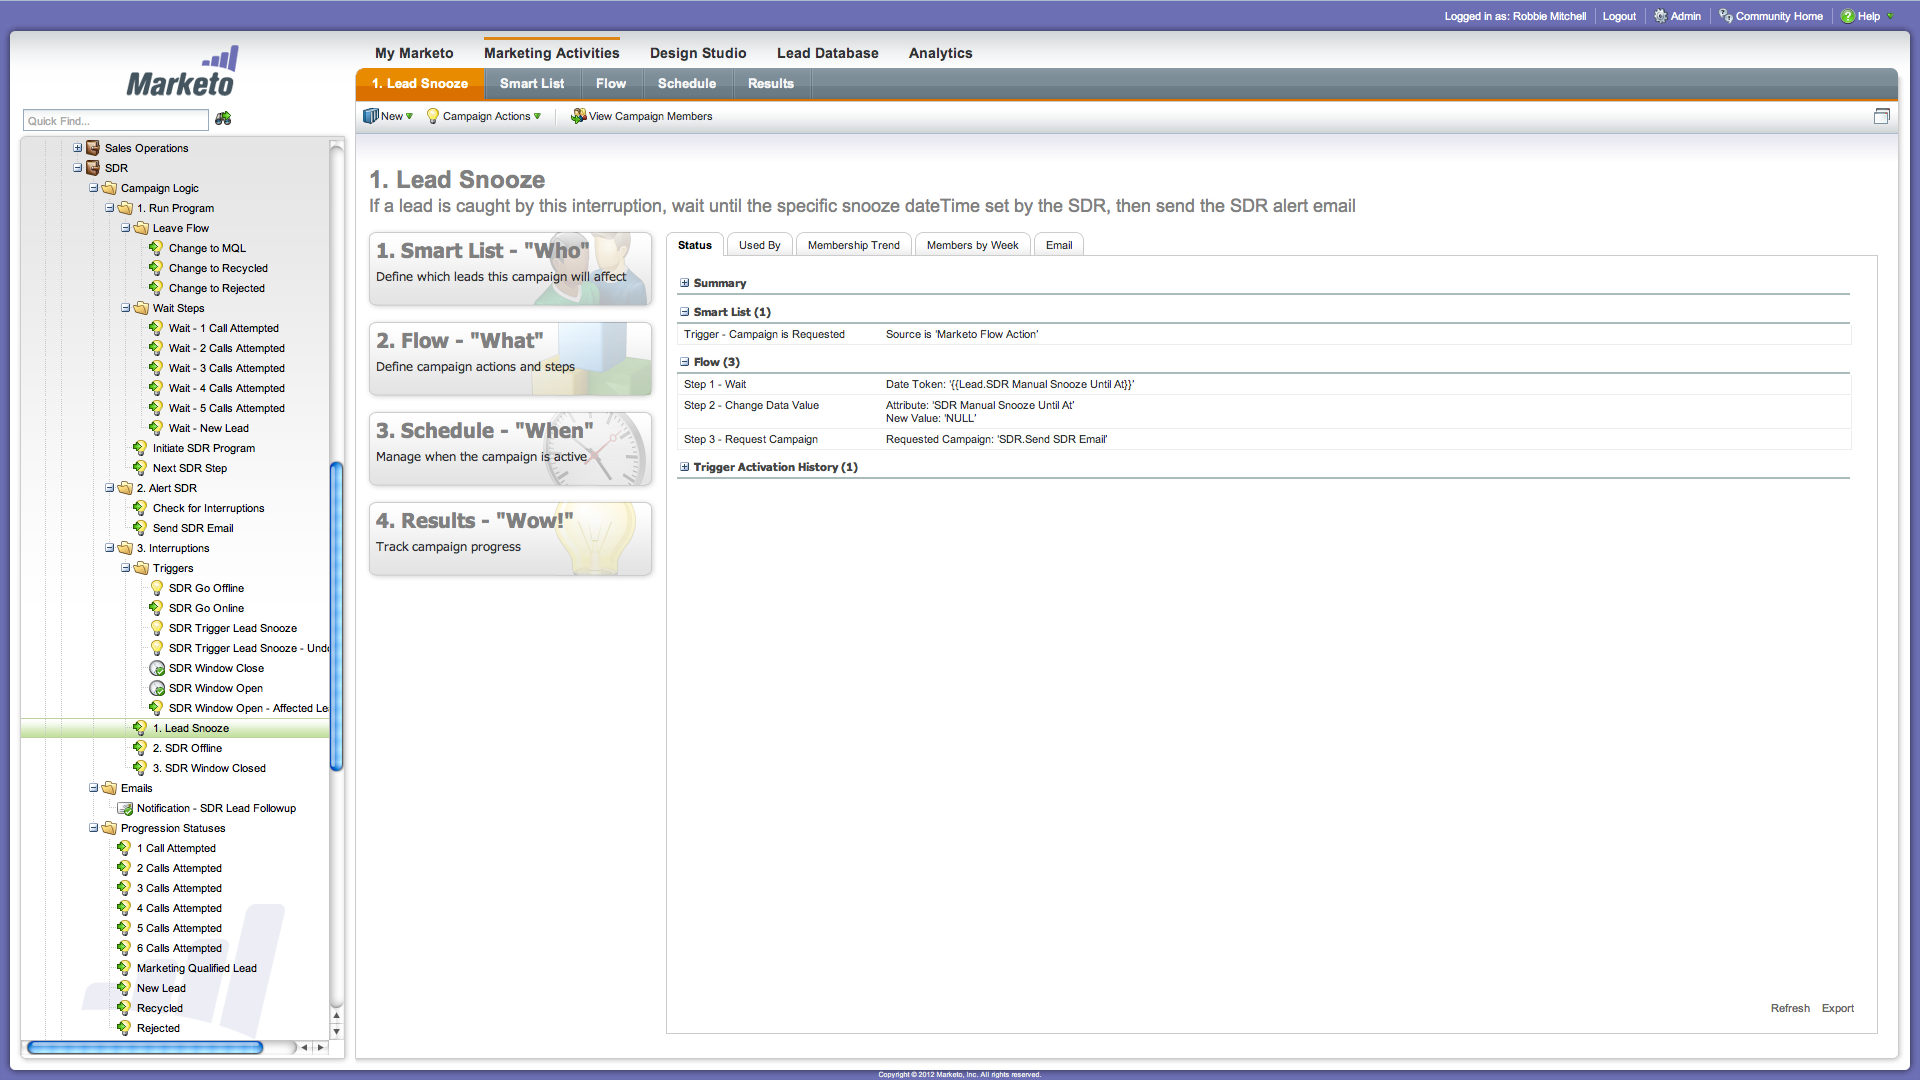 Logged in as: Robbie Mitchell
Logout
Admin
Community Home
Help
Marketo
Quick Find...
My Marketo
Marketing Activities
Design Studio
Lead Database
Analytics
1. Lead Snooze
Smart List
Flow
Schedule
Results
New
Campaign Actions
View Campaign Members
Sales Operations
SDR
Campaign Logic
1. Run Program
Leave Flow
Change to MQL
Change to Recycled
Change to Rejected
Wait Steps
Wait - 1 Call Attempted
Wait - 2 Calls Attempted
Wait - 3 Calls Attempted
Wait - 4 Calls Attempted
Wait - 5 Calls Attempted
Wait - New Lead
Initiate SDR Program
Next SDR Step
2. Alert SDR
Check for Interruptions
Send SDR Email
3. Interruptions
Triggers
SDR Go Offline
SDR Go Online
SDR Trigger Lead Snooze
SDR Trigger Lead Snooze - Undo
SDR Window Close
SDR Window Open
SDR Window Open - Affected Le
1. Lead Snooze
2. SDR Offline
3. SDR Window Closed
Emails
Notification - SDR Lead Followup
Progression Statuses
1 Call Attempted
2 Calls Attempted
3 Calls Attempted
4 Calls Attempted
5 Calls Attempted
6 Calls Attempted
Marketing Qualified Lead
New Lead
Recycled
Rejected
1. Lead Snooze
If a lead is caught by this interruption, wait until the specific snooze dateTime set by the SDR, then send the SDR alert email
1. Smart List - "Who"
Define which leads this campaign will affect
2. Flow - "What"
Define campaign actions and steps
3. Schedule - "When"
Manage when the campaign is active
4. Results - "Wow!"
Track campaign progress
Status
Used By
Membership Trend
Members by Week
Email
Summary
Smart List (1)
Trigger - Campaign is Requested
Source is 'Marketo Flow Action'
Flow (3)
Step 1 - Wait
Date Token: '{{Lead.SDR Manual Snooze Until At}}'
Step 2 - Change Data Value
Attribute: 'SDR Manual Snooze Until At'
New Value: 'NULL'
Step 3 - Request Campaign
Requested Campaign: 'SDR.Send SDR Email'
Trigger Activation History (1)
Refresh
Export
Copyright © 2012 Marketo, Inc. All rights reserved.